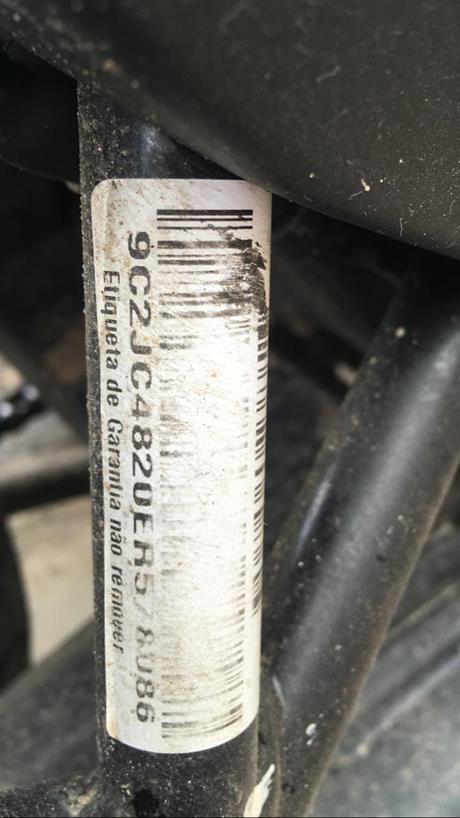 9C2JC4820ER578086
Etiqueta de Garantia não remover